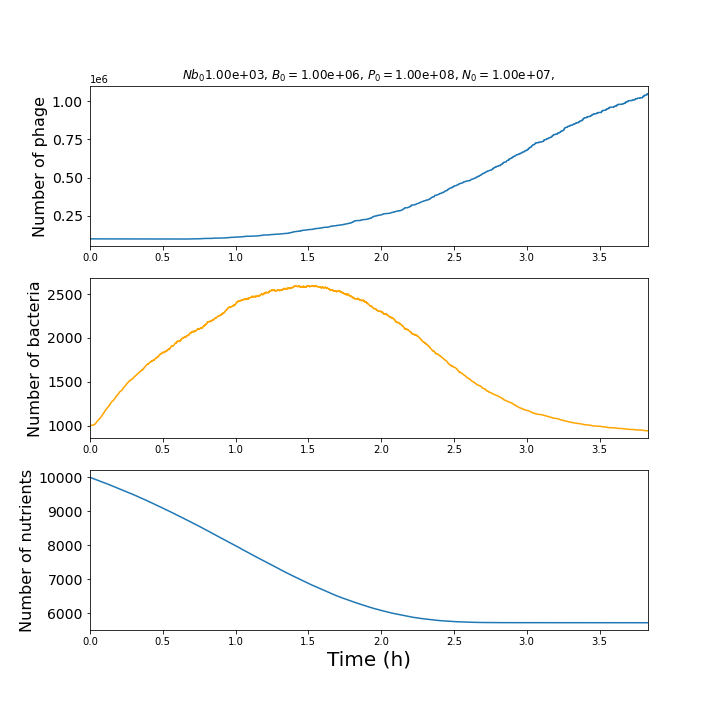 Nb₀1.00e+03, B₀ = 1.00e+06, P₀ = 1.00e+08, N₀ = 1.00e+07,
1e6
Number of phage
1.00
0.75
0.50
0.25
0.0 0.5 1.0 1.5 2.0 2.5 3.0 3.5
Number of bacteria
2500
2000
1500
1000
0.0 0.5 1.0 1.5 2.0 2.5 3.0 3.5
Number of nutrients
10000
9000
8000
7000
6000
0.0 0.5 1.0 1.5 2.0 2.5 3.0 3.5
Time (h)